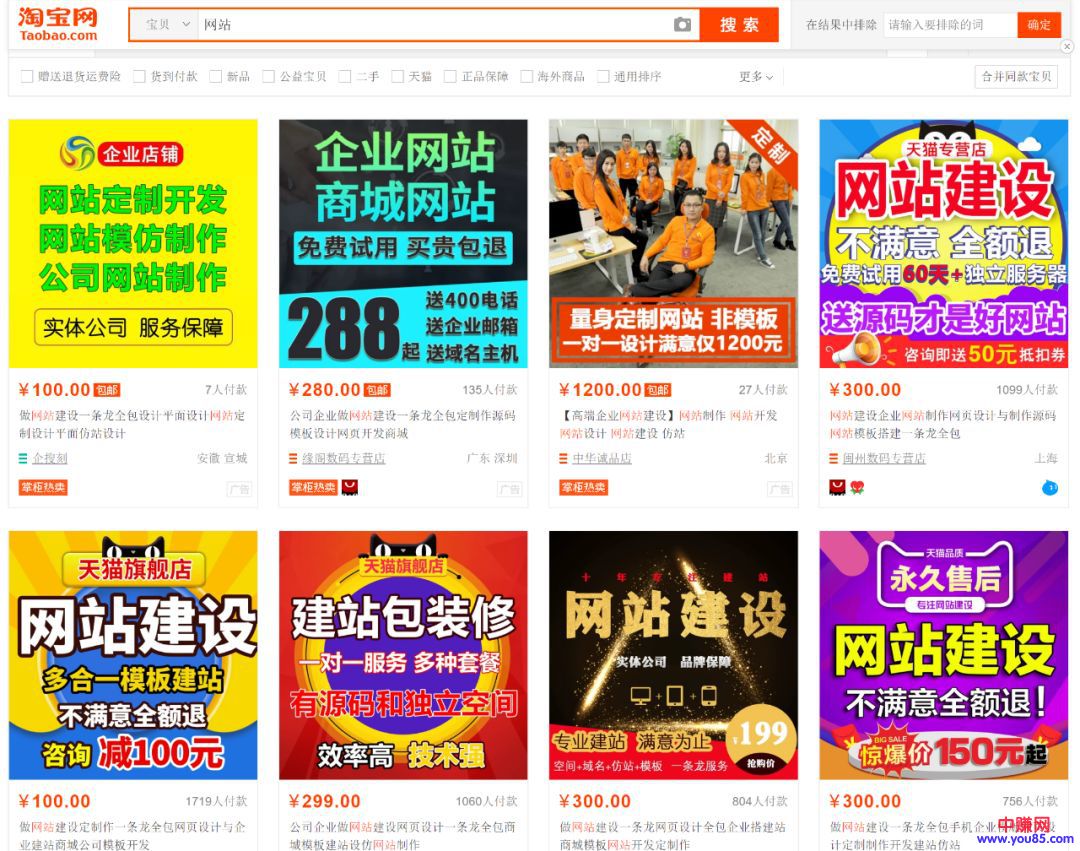 淘宝网
Taobao.com
宝贝
网站
搜索
在结果中排除
请输入要排除的词
确定
赠送退货运费险
货到付款
新品
公益宝贝
二手
天猫
正品保障
海外商品
通用排序
更多
合并同款宝贝
企业店铺
网站定制开发
网站模仿制作
公司网站制作
实体公司 服务保障
¥100.00 包邮
7人付款
做网站建设一条龙全包设计平面设计网站定
制设计平面仿站设计
企搜刻
安徽 宣城
掌柜热卖
广告
企业网站
商城网站
免费试用 买贵包退
288起
送400电话
送企业邮箱
送域名主机
¥280.00 包邮
135人付款
公司企业做网站建设一条龙全包定制作源码
模板设计网页开发商城
缘阁数码专营店
广东 深圳
掌柜热卖
广告
定制
量身定制网站 非模板
一对一设计满意仅1200元
¥1200.00 包邮
27人付款
【高端企业网站建设】网站制作 网站开发
网站设计 网站建设 仿站
中华诚品店
北京
掌柜热卖
广告
天猫专营店
网站建设
不满意 全额退
免费试用60天+独立服务器
送源码才是好网站
咨询即送50元抵扣券
¥300.00
1099人付款
网站建设企业网站制作网页设计与制作源码
网站模板搭建一条龙全包
闽州数码专营店
上海
天猫旗舰店
网站建设
多合一模板建站
不满意全额退
咨询 减100元
¥100.00
1719人付款
做网站建设定制作一条龙全包网页设计与企
业建站商城公司模板开发
天猫旗舰店
建站包装修
一对一服务 多种套餐
有源码和独立空间
效率高 技术强
¥299.00
1060人付款
公司企业做网站建设网页设计一条龙全包商
城模板建站设仿网站制作
十年专注建站
网站建设
实体公司 品牌保障
专业建站 满意为止
空间+域名+仿站+模板 一条龙服务
¥199
抢购价
¥300.00
804人付款
做网站建设网页设计全包企业搭建站
商城模板网站开发定制作
天猫品质
永久售后
专注网站建设
网站建设
不满意全额退!
BIG SALE
惊爆价150元起
¥300.00
756人付款
做网站建设一条龙全包手机企业
网站制作开发建站仿站
中赚网
www.you85.com